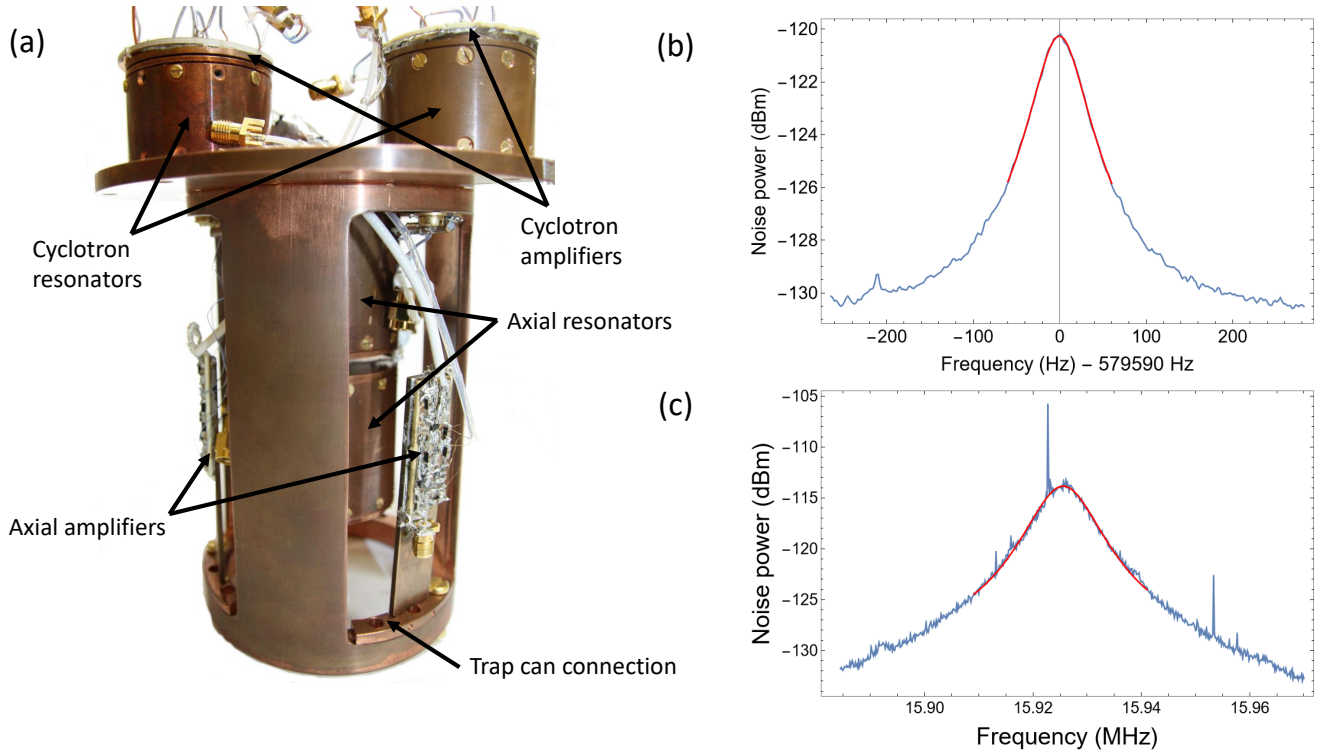 (a)
Cyclotron
resonators
Cyclotron
amplifiers
Axial resonators
Axial amplifiers
Trap can connection
(b)
Noise power (dBm)
−120
−122
−124
−126
−128
−130
−200
−100
0
100
200
Frequency (Hz) − 579590 Hz
(c)
Noise power (dBm)
−105
−110
−115
−120
−125
−130
15.90
15.92
15.94
15.96
Frequency (MHz)